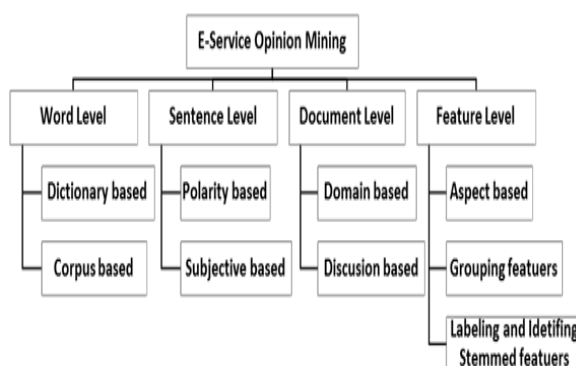 E-Service Opinion Mining
Word Level
Sentence Level
Document Level
Feature Level
Dictionary based
Polarity based
Domain based
Aspect based
Corpus based
Subjective based
Discusion based
Grouping featuers
Labeling and Idetifing
Stemmed featuers